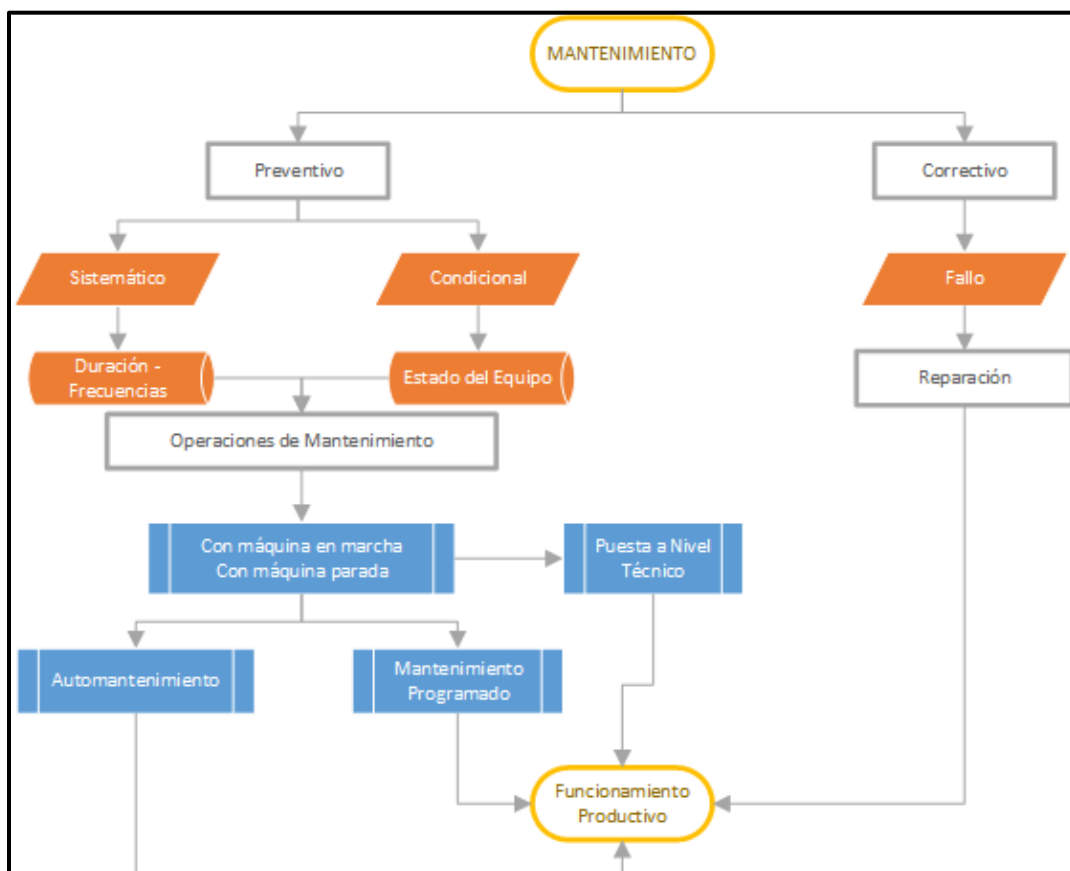 MANTENIMIENTO
Preventivo
Correctivo
Sistemático
Condicional
Fallo
Duración -
Frecuencias
Estado del Equipo
Reparación
Operaciones de Mantenimiento
Con máquina en marcha
Con máquina parada
Puesta a Nivel
Técnico
Automantenimiento
Mantenimiento
Programado
Funcionamiento
Productivo